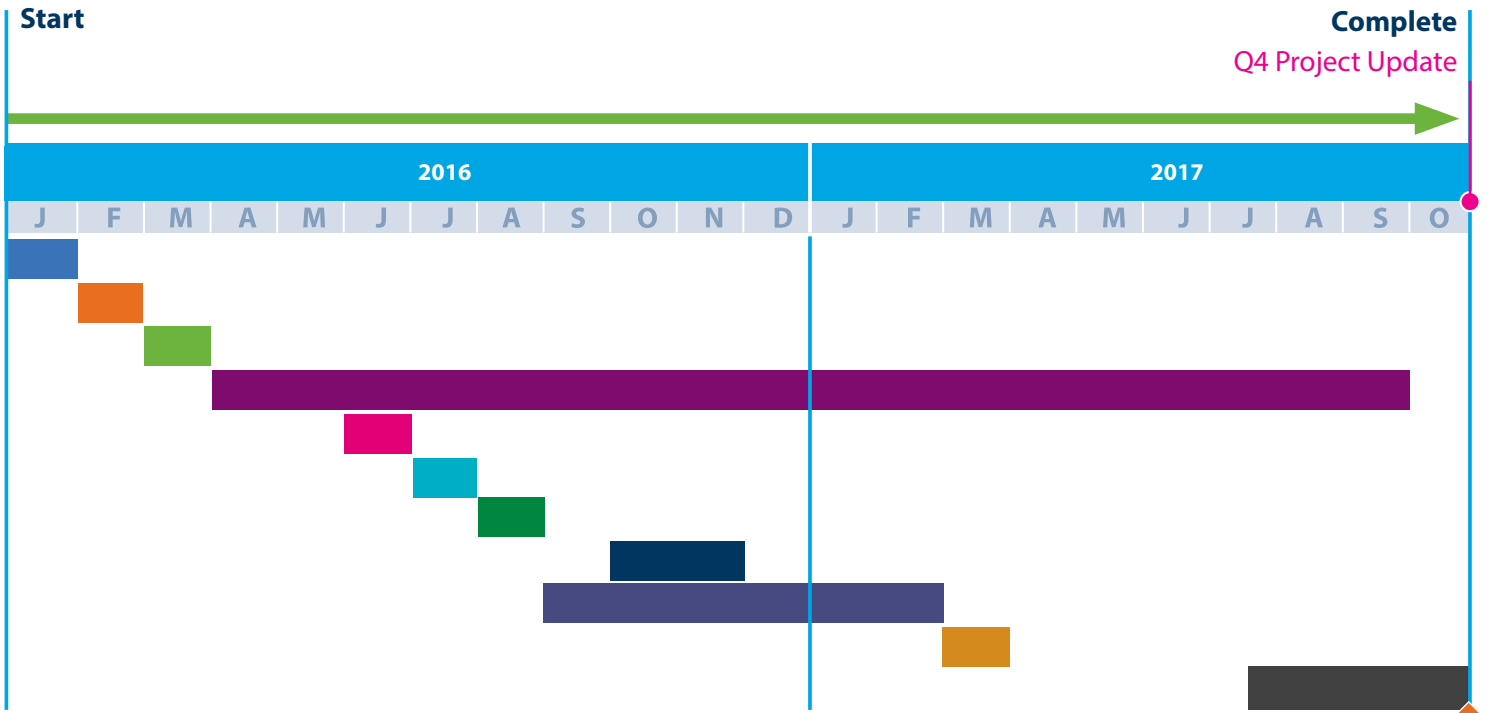 Start
Complete
Q4 Project Update
2016 2017
J F M A M J J A S O N D J F M A M J J A S O